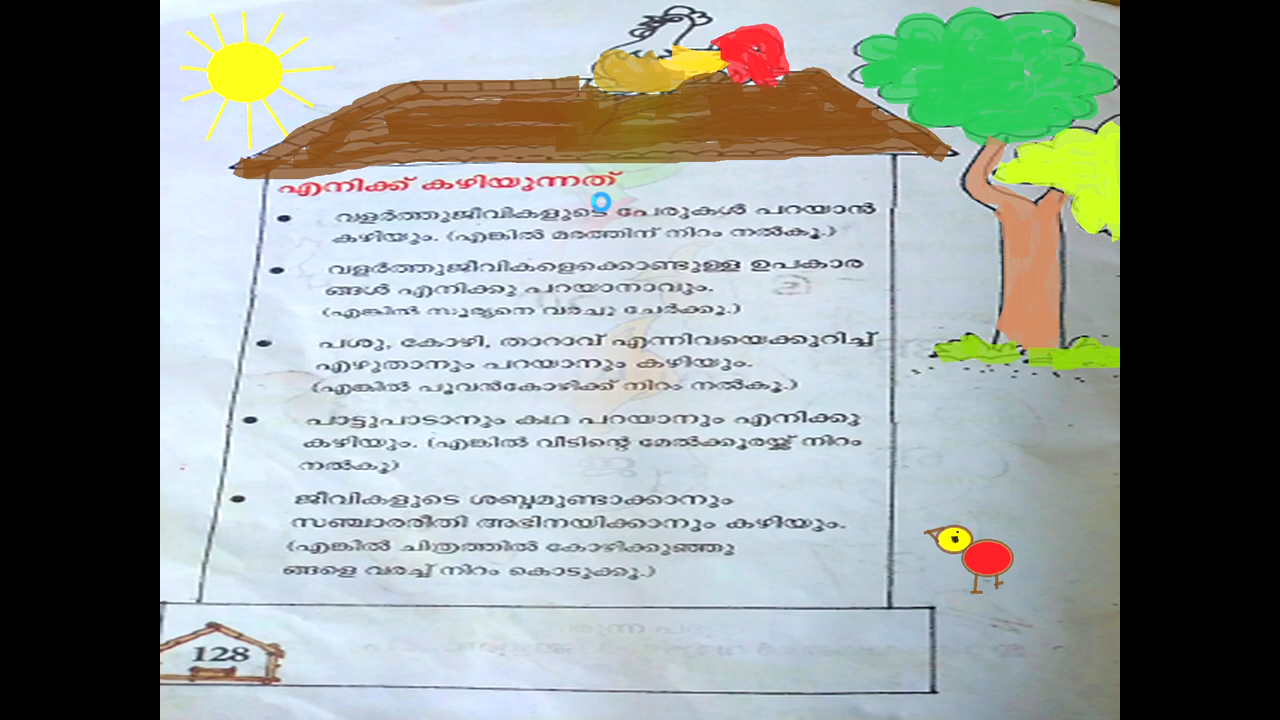 എനിക്ക് കഴിയുന്നത്
• വളർത്തുജീവികളുടെ പേരുകൾ പറയാൻ
കഴിയും. (എങ്കിൽ മരത്തിന് നിറം നൽകൂ.)
• വളർത്തുജീവികളെക്കൊണ്ടുള്ള ഉപകാര
ങ്ങൾ എനിക്കു പറയാനാവും.
(എങ്കിൽ സൂര്യനെ വരച്ചു ചേർക്കൂ.)
• പശു, കോഴി, താറാവ് എന്നിവയെക്കുറിച്ച്
എഴുതാനും പറയാനും കഴിയും.
(എങ്കിൽ പൂവൻകോഴിക്ക് നിറം നൽകൂ.)
• പാട്ടുപാടാനും കഥ പറയാനും എനിക്കു
കഴിയും. (എങ്കിൽ വീടിന്റെ മേൽക്കൂരയ്ക്ക് നിറം
നൽകൂ)
• ജീവികളുടെ ശബ്ദമുണ്ടാക്കാനും
സഞ്ചാരരീതി അഭിനയിക്കാനും കഴിയും.
(എങ്കിൽ ചിത്രത്തിൽ കോഴിക്കുഞ്ഞു
ങ്ങളെ വരച്ച് നിറം കൊടുക്കൂ.)
128